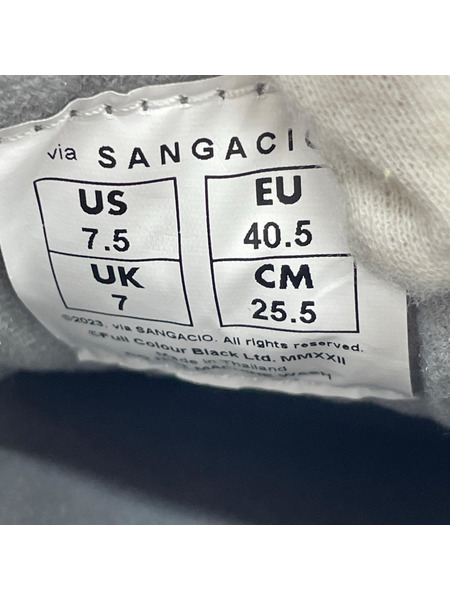 via SANGACIO
US EU
7.5 40.5
UK CM
7 25.5
©2023. via SANGACIO. All rights reserved.
©Full Colour Black Ltd. MMXXII
Made in Thailand
Wash